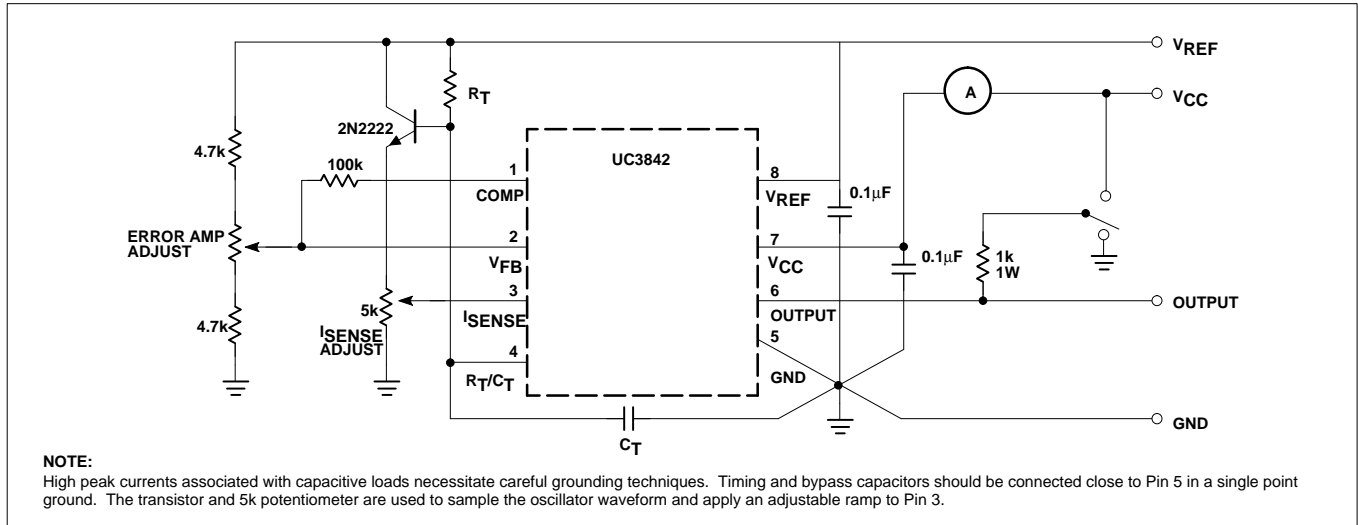 VREF
A
VCC
RT
2N2222
4.7k
100k
1
COMP
UC3842
8
VREF
0.1μF
ERROR AMP
ADJUST
2
VFB
7
VCC
0.1μF
1k
1W
5k
3
ISENSE
6
OUTPUT
OUTPUT
4.7k
ISENSE
ADJUST
4
RT/CT
5
GND
CT
GND
NOTE:
High peak currents associated with capacitive loads necessitate careful grounding techniques. Timing and bypass capacitors should be connected close to Pin 5 in a single point
ground. The transistor and 5k potentiometer are used to sample the oscillator waveform and apply an adjustable ramp to Pin 3.